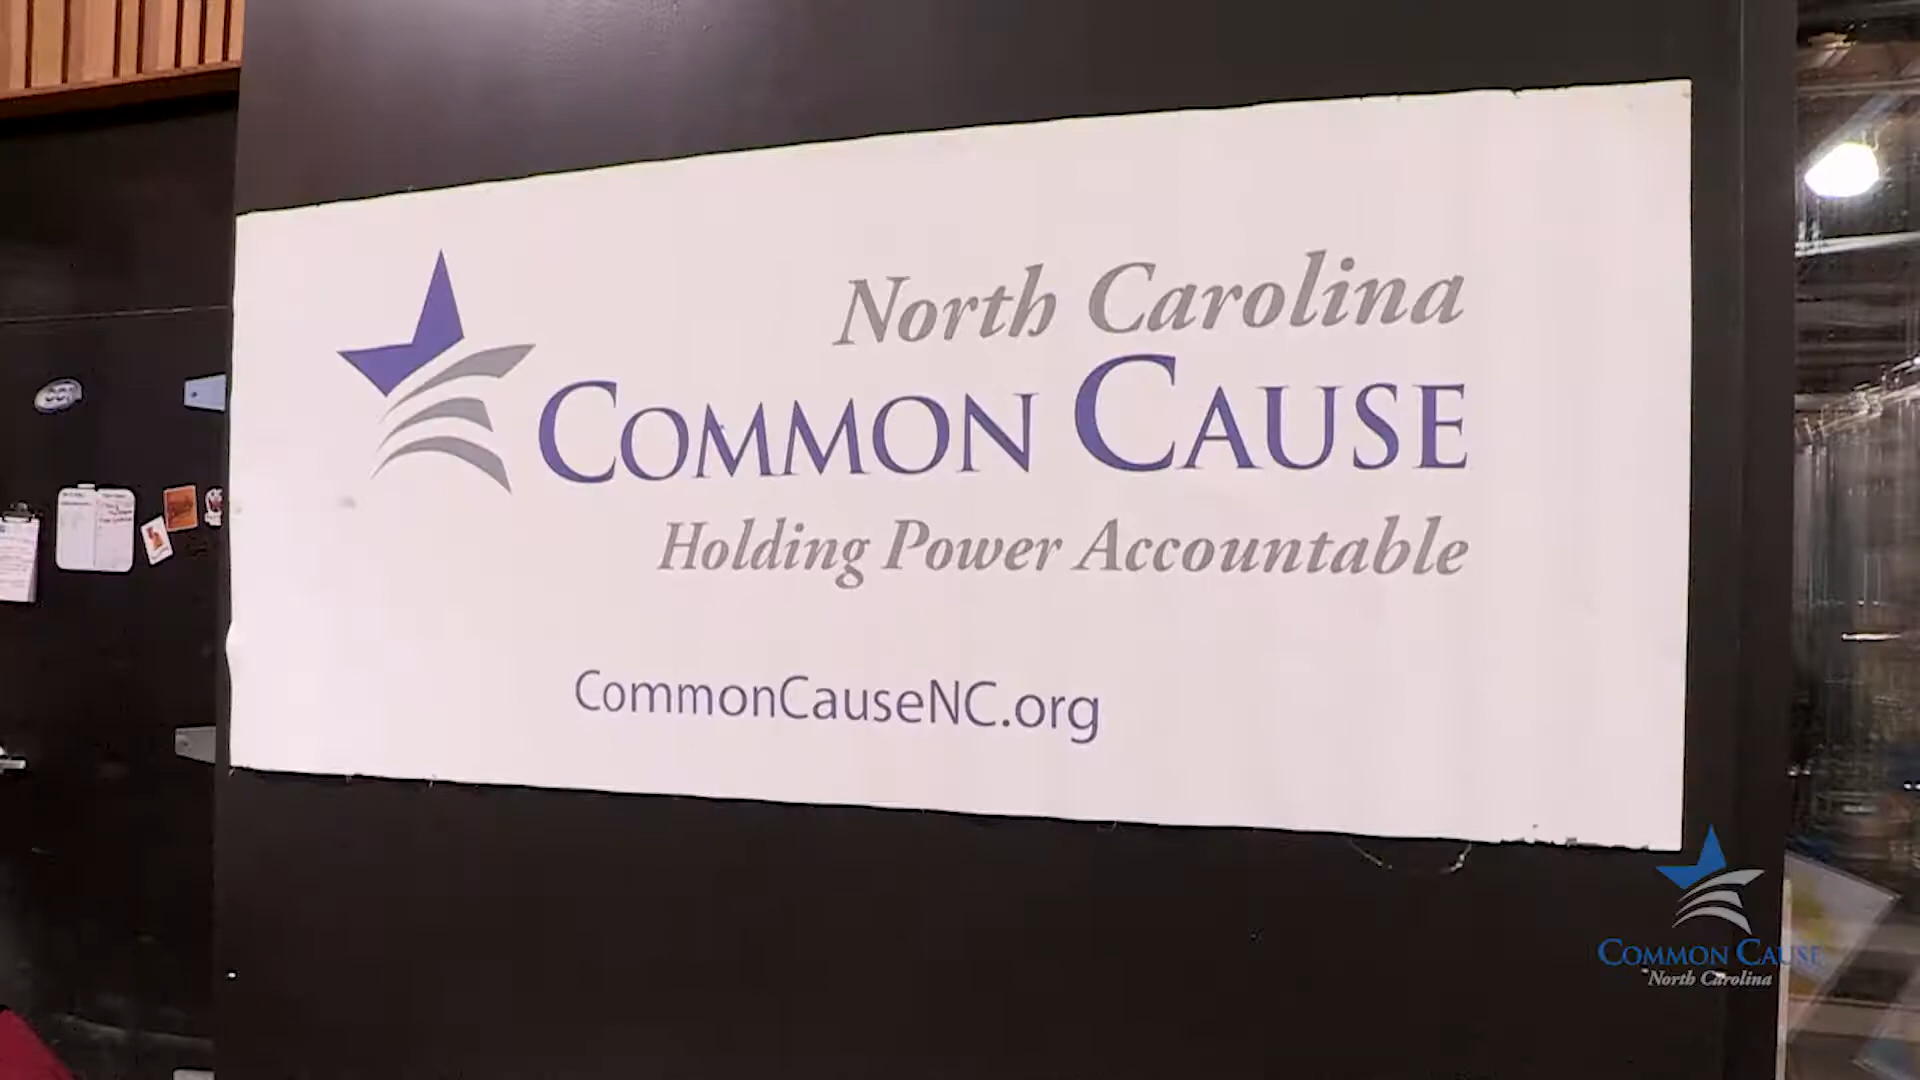 North Carolina
COMMON CAUSE
Holding Power Accountable
CommonCauseNC.org
COMMON CAUSE
North Carolina